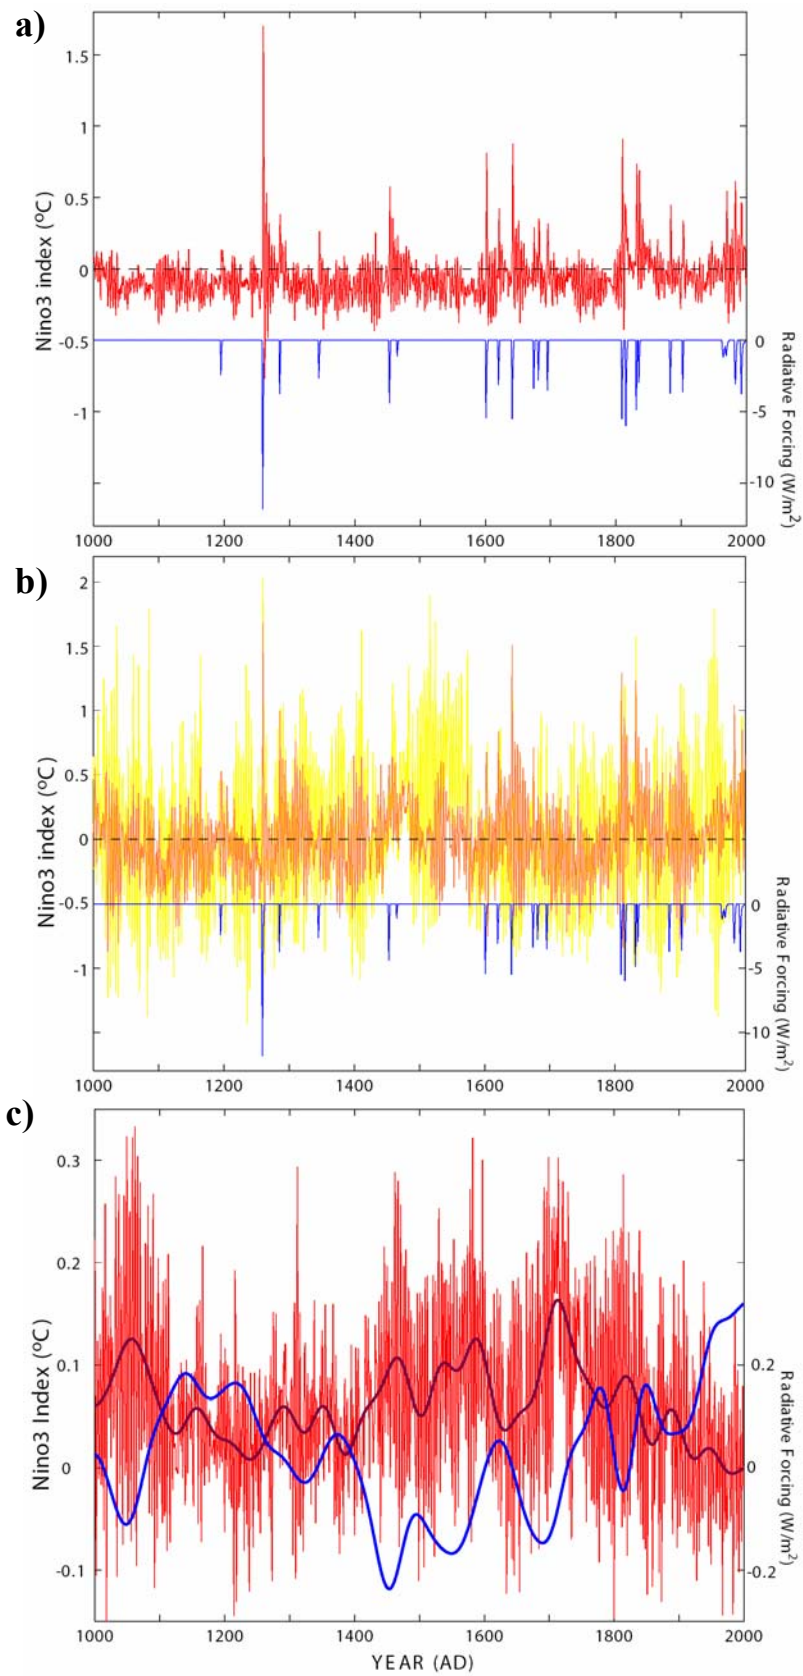 a)
1.5
1
0.5
0
-0.5
-1
Nino3 index (°C)
0
-5
-10
Radiative Forcing (W/m²)
1000 1200 1400 1600 1800 2000
b)
2
1.5
1
0.5
0
-0.5
-1
Nino3 index (°C)
0
-5
-10
Radiative Forcing (W/m²)
1000 1200 1400 1600 1800 2000
c)
0.3
0.2
0.1
0
-0.1
Nino3 Index (°C)
0.2
0
-0.2
Radiative Forcing (W/m²)
1000 1200 1400 1600 1800 2000
YEAR (AD)